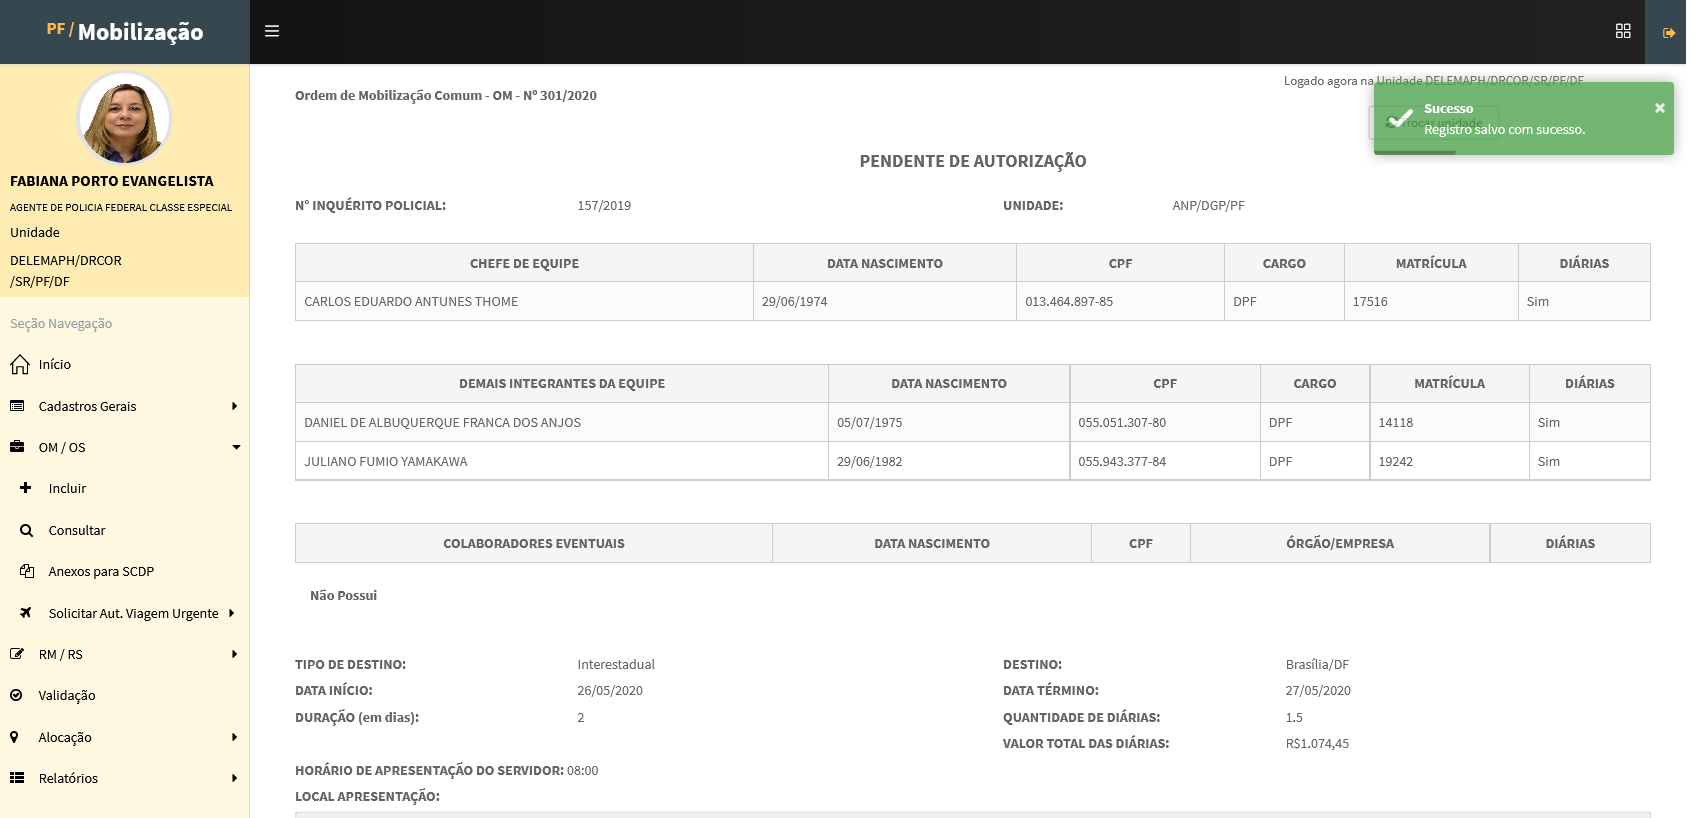 PF / Mobilização
Logado agora na Unidade DELEMAPH/DRCOR/SR/PF/DF
Trocar unidade
Sucesso
Registro salvo com sucesso.
×
FABIANA PORTO EVANGELISTA
AGENTE DE POLICIA FEDERAL CLASSE ESPECIAL
Unidade
DELEMAPH/DRCOR
/SR/PF/DF
Seção Navegação
Início
Cadastros Gerais
OM / OS
Incluir
Consultar
Anexos para SCDP
Solicitar Aut. Viagem Urgente
RM / RS
Validação
Alocação
Relatórios
Ordem de Mobilização Comum - OM - Nº 301/2020
PENDENTE DE AUTORIZAÇÃO
N° INQUÉRITO POLICIAL: 157/2019 UNIDADE: ANP/DGP/PF
CHEFE DE EQUIPE DATA NASCIMENTO CPF CARGO MATRÍCULA DIÁRIAS
CARLOS EDUARDO ANTUNES THOME 29/06/1974 013.464.897-85 DPF 17516 Sim
DEMAIS INTEGRANTES DA EQUIPE DATA NASCIMENTO CPF CARGO MATRÍCULA DIÁRIAS
DANIEL DE ALBUQUERQUE FRANCA DOS ANJOS 05/07/1975 055.051.307-80 DPF 14118 Sim
JULIANO FUMIO YAMAKAWA 29/06/1982 055.943.377-84 DPF 19242 Sim
COLABORADORES EVENTUAIS DATA NASCIMENTO CPF ÓRGÃO/EMPRESA DIÁRIAS
Não Possui
TIPO DE DESTINO: Interestadual DESTINO: Brasília/DF
DATA INÍCIO: 26/05/2020 DATA TÉRMINO: 27/05/2020
DURAÇÃO (em dias): 2 QUANTIDADE DE DIÁRIAS: 1.5
VALOR TOTAL DAS DIÁRIAS: R$1.074,45
HORÁRIO DE APRESENTAÇÃO DO SERVIDOR: 08:00
LOCAL APRESENTAÇÃO: